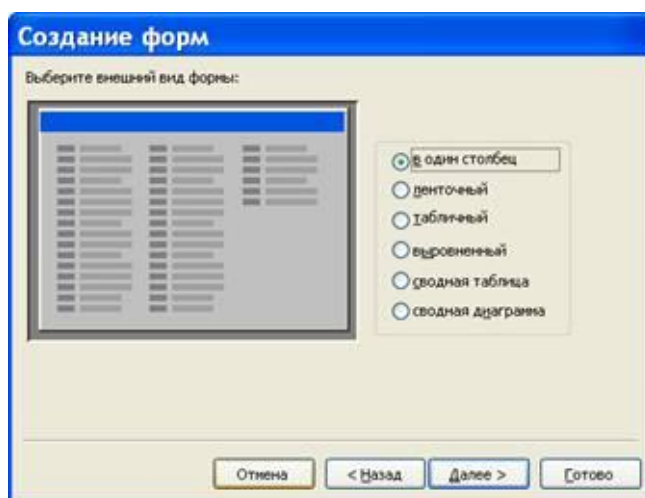 Создание форм
Выберите внешний вид формы:
в один столбец
ленточный
табличный
выровненный
сводная таблица
сводная диаграмма
Отмена
< Назад
Далее >
Готово